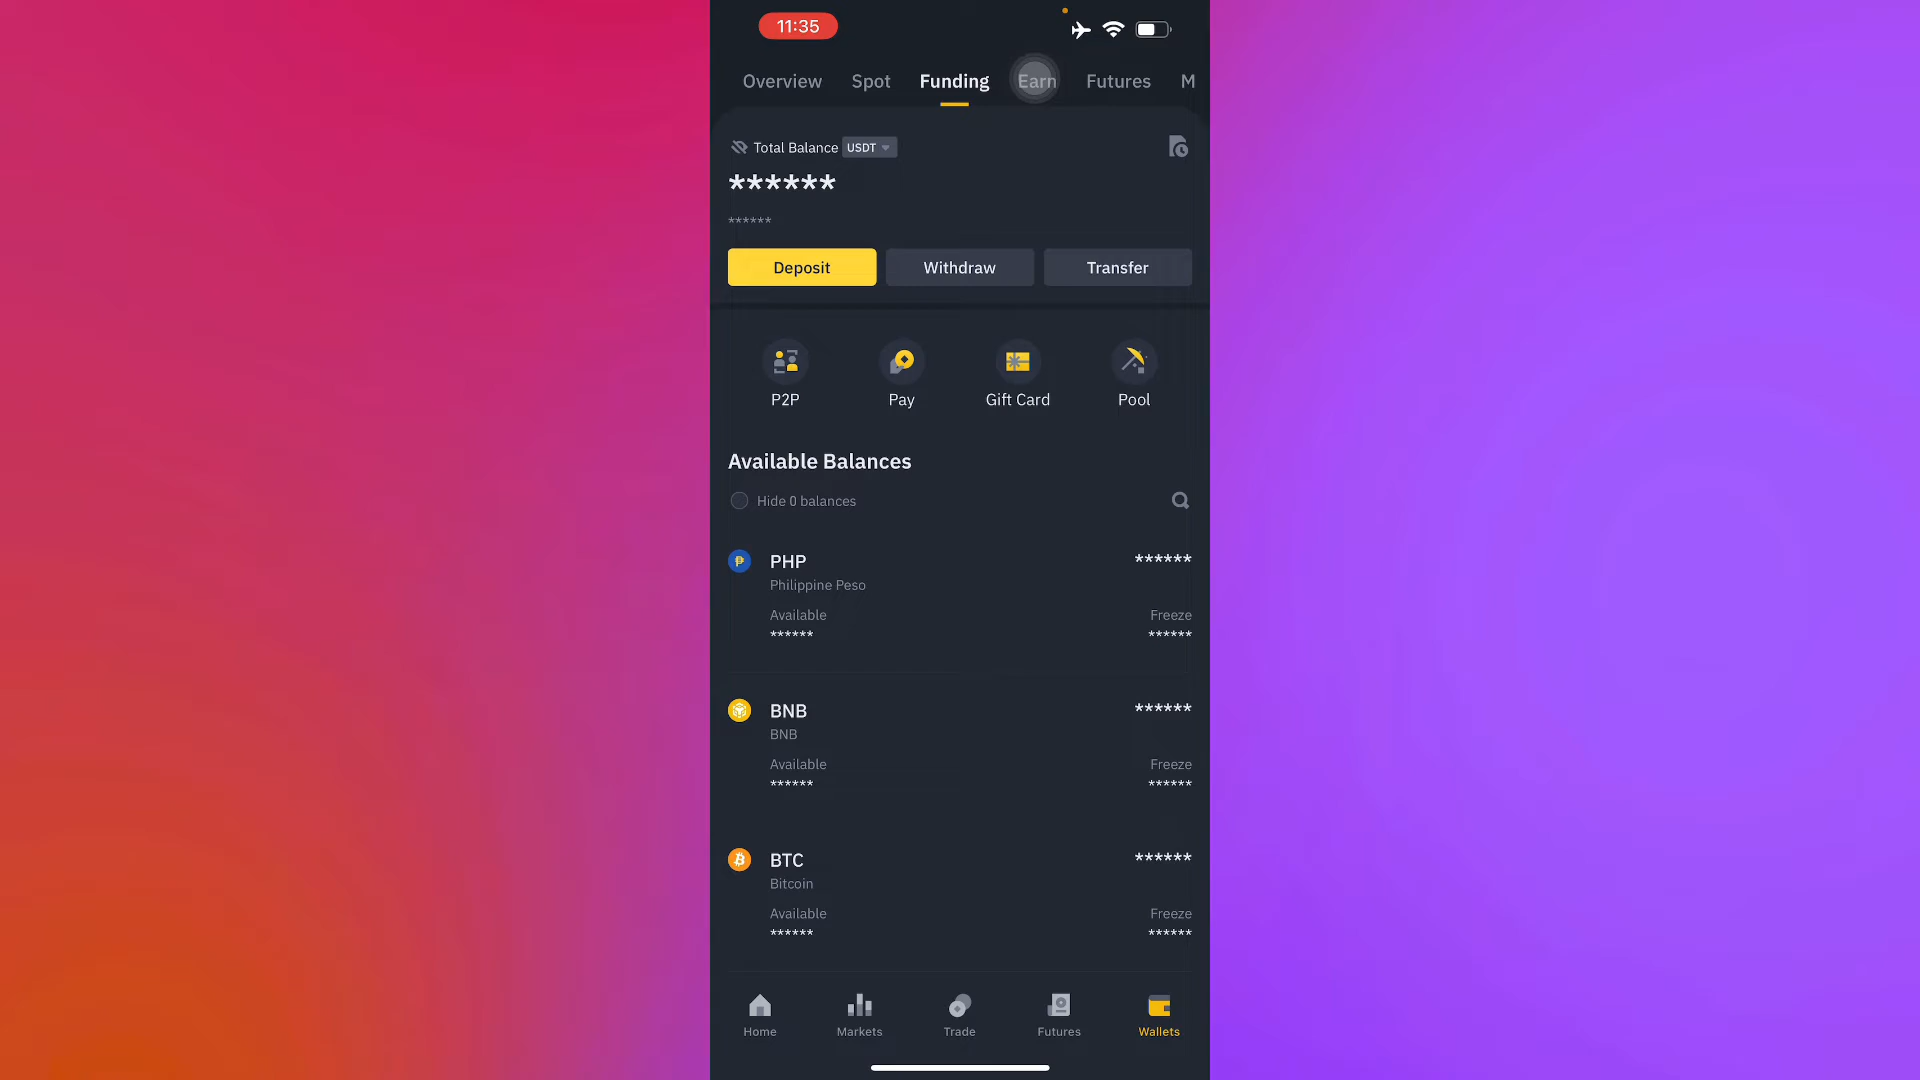 11:35
Overview Spot Funding Earn Futures M
Total Balance USDT
******
******
Deposit Withdraw Transfer
P2P Pay Gift Card Pool
Available Balances
Hide 0 balances
PHP ******
Philippine Peso
Available Freeze
****** ******
BNB ******
BNB
Available Freeze
****** ******
BTC ******
Bitcoin
Available Freeze
****** ******
Home Markets Trade Futures Wallets